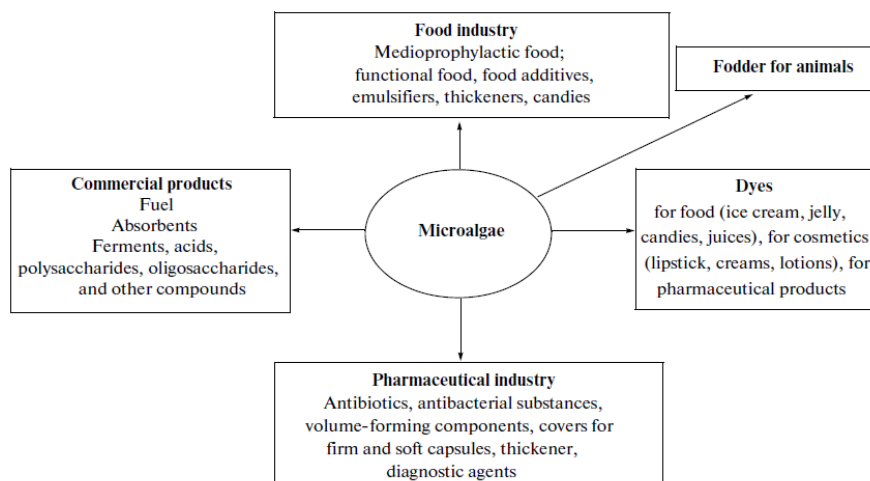 Food industry
Medioprophylactic food;
functional food, food additives,
emulsifiers, thickeners, candies
Fodder for animals
Commercial products
Fuel
Absorbents
Ferments, acids,
polysaccharides, oligosaccharides,
and other compounds
Microalgae
Dyes
for food (ice cream, jelly,
candies, juices), for cosmetics
(lipstick, creams, lotions), for
pharmaceutical products
Pharmaceutical industry
Antibiotics, antibacterial substances,
volume-forming components, covers for
firm and soft capsules, thickener,
diagnostic agents